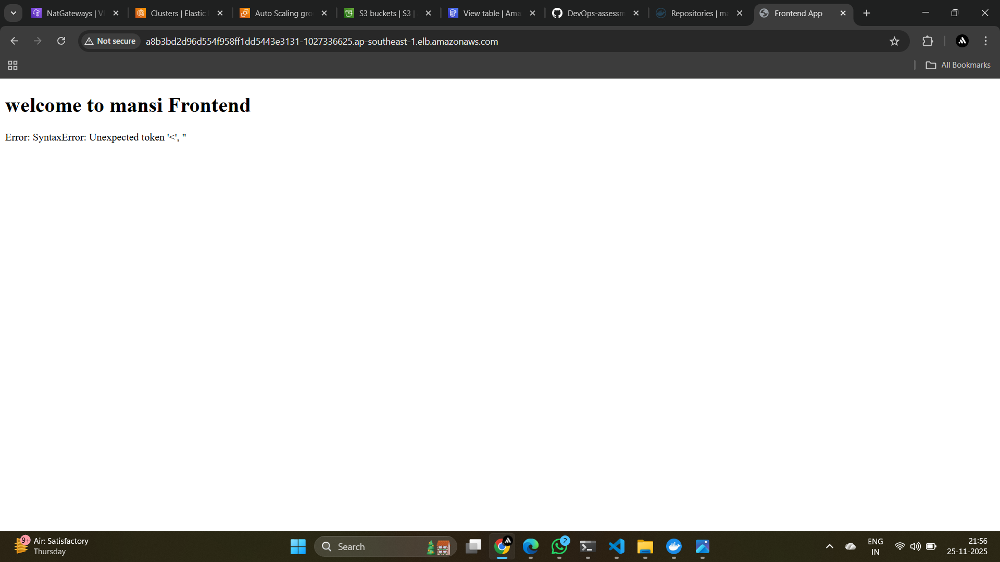 NatGateways | V
Clusters | Elastic
Auto Scaling gro
S3 buckets | S3 |
View table | Ama
DevOps-assessm
Repositories | ma
Frontend App
Not secure
a8b3bd2d96d554f958ff1dd5443e3131-1027336625.ap-southeast-1.elb.amazonaws.com
All Bookmarks
welcome to mansi Frontend
Error: SyntaxError: Unexpected token '<', "
9+
Air: Satisfactory
Thursday
Search
2
ENG
IN
21:56
25-11-2025